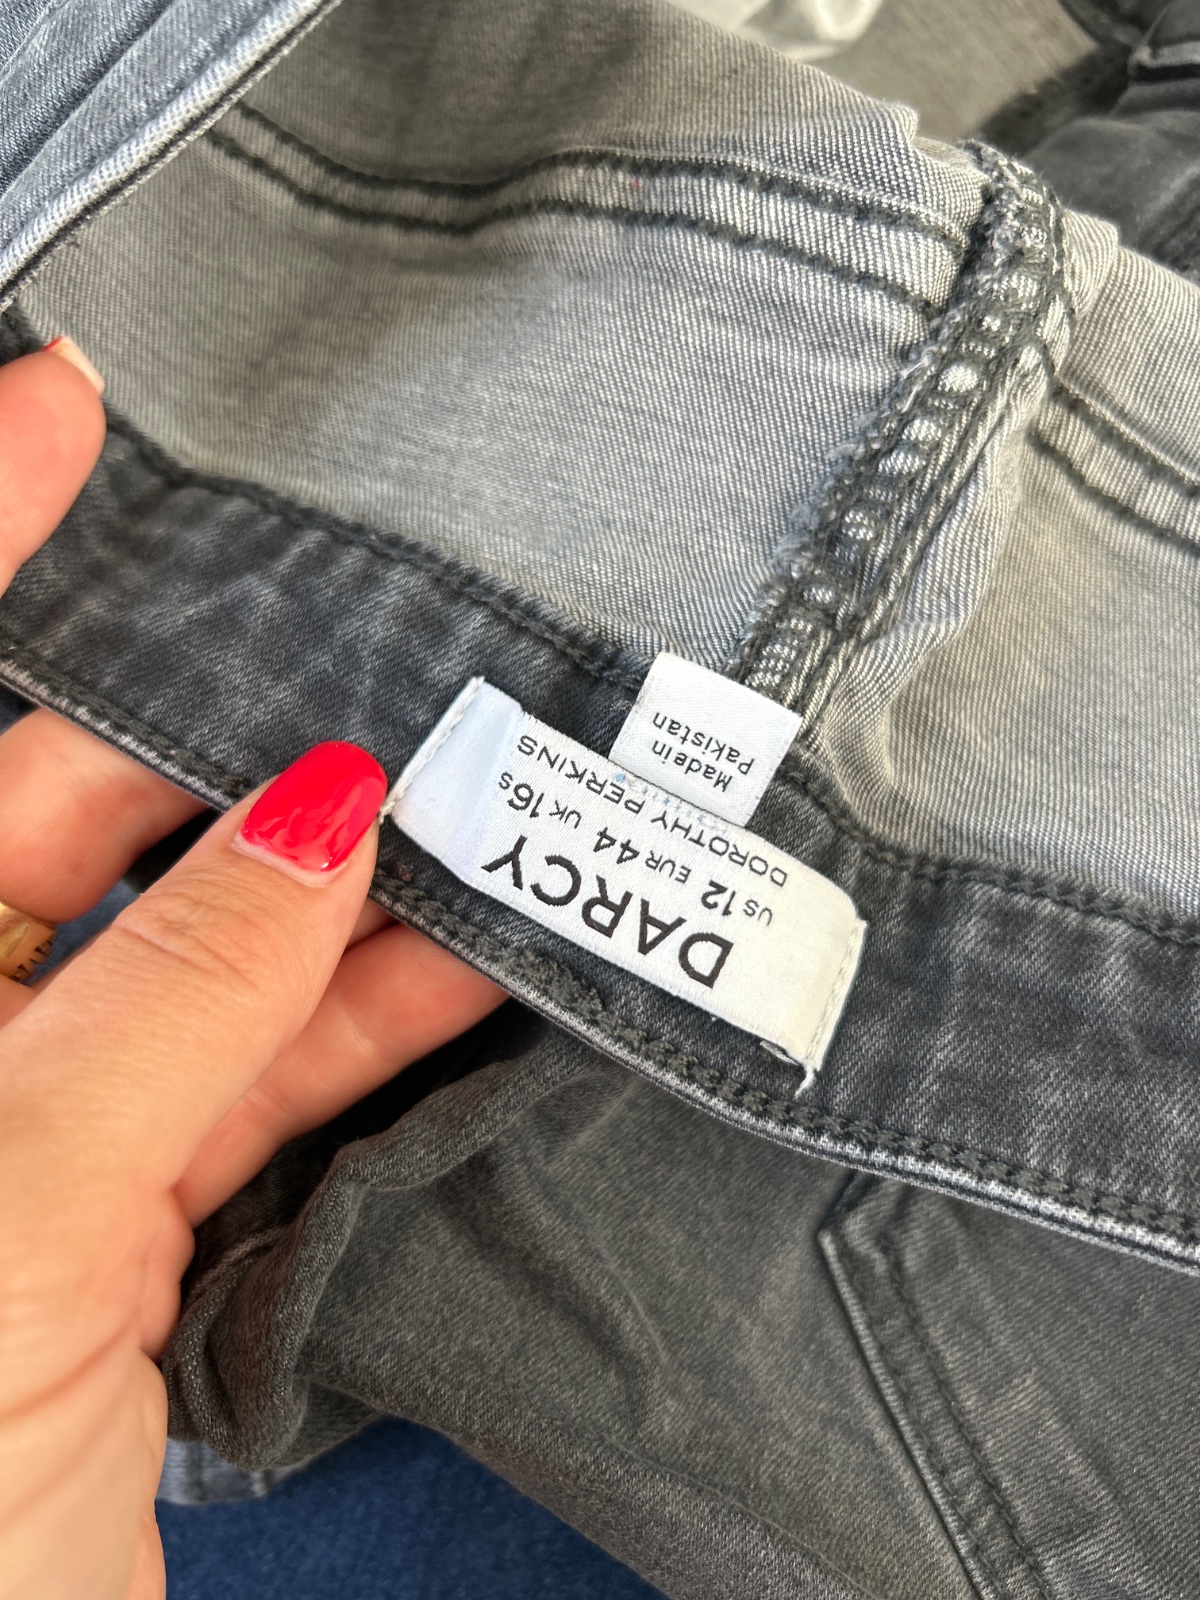 DARCY
US 12 EUR 44 UK 16s
DOROTHY PERKINS
Made in
Pakistan